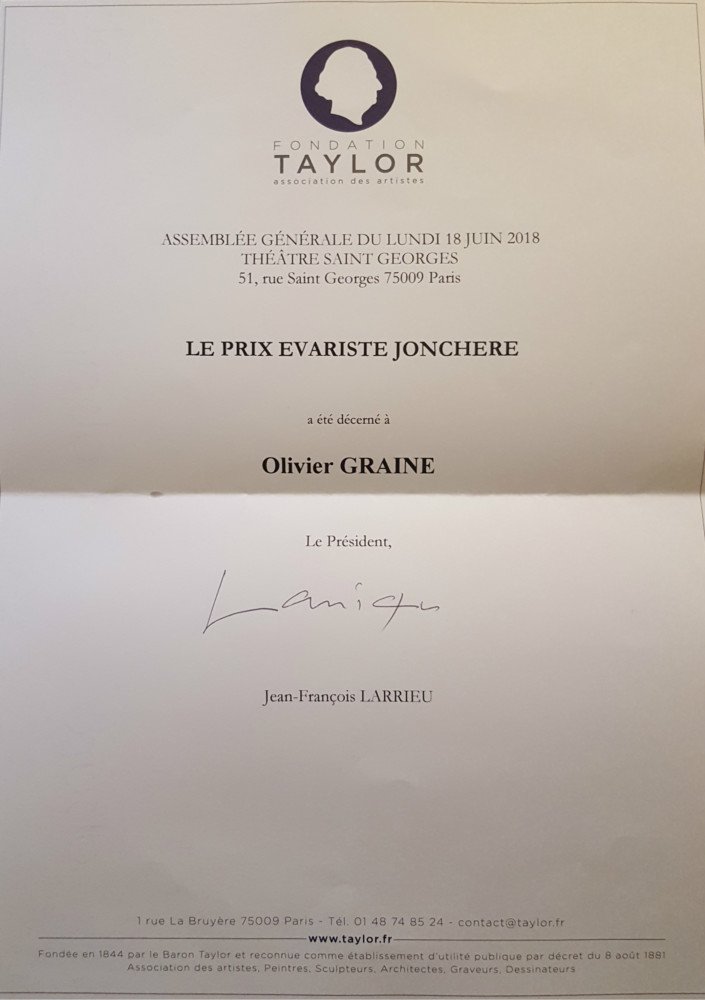 FONDATION
TAYLOR
association des artistes
ASSEMBLÉE GÉNÉRALE DU LUNDI 18 JUIN 2018
THÉÂTRE SAINT GEORGES
51, rue Saint Georges 75009 Paris
LE PRIX EVARISTE JONCHERE
a été décerné à
Olivier GRAINE
Le Président,
Larrieu
Jean-François LARRIEU
1 rue La Bruyère 75009 Paris - Tél. 01 48 74 85 24 - contact@taylor.fr
www.taylor.fr
Fondée en 1844 par le Baron Taylor et reconnue comme établissement d'utilité publique par décret du 8 août 1881
Association des artistes, Peintres, Sculpteurs, Architectes, Graveurs, Dessinateurs